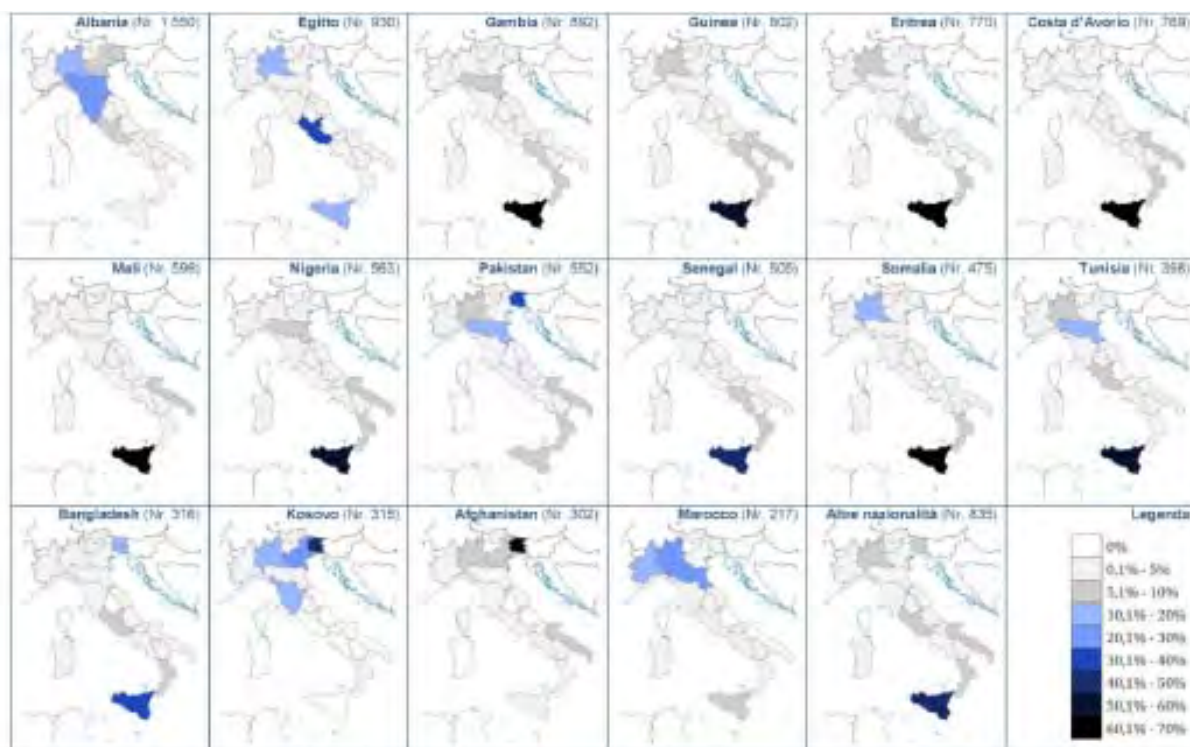 Albania (Nr. 1.550)
Egitto (Nr. 930)
Gambia (Nr. 892)
Guinea (Nr. 802)
Eritrea (Nr. 770)
Costa d'Avorio (Nr. 769)
Mali (Nr. 596)
Nigeria (Nr. 563)
Pakistan (Nr. 552)
Senegal (Nr. 505)
Somalia (Nr. 475)
Tunisia (Nr.
Bangladesh (Nr. 316)
Kosovo (Nr. 315)
Afghanistan (Nr. 302)
Marocco (Nr. 217)
Altre nazionalità (Nr. 835)
Legenda
0%
0,1% - 5%
5,1% - 10%
10,1% - 20%
20,1% - 30%
30,1% - 40%
40,1% - 50%
50,1% - 60%
60,1% - 70%